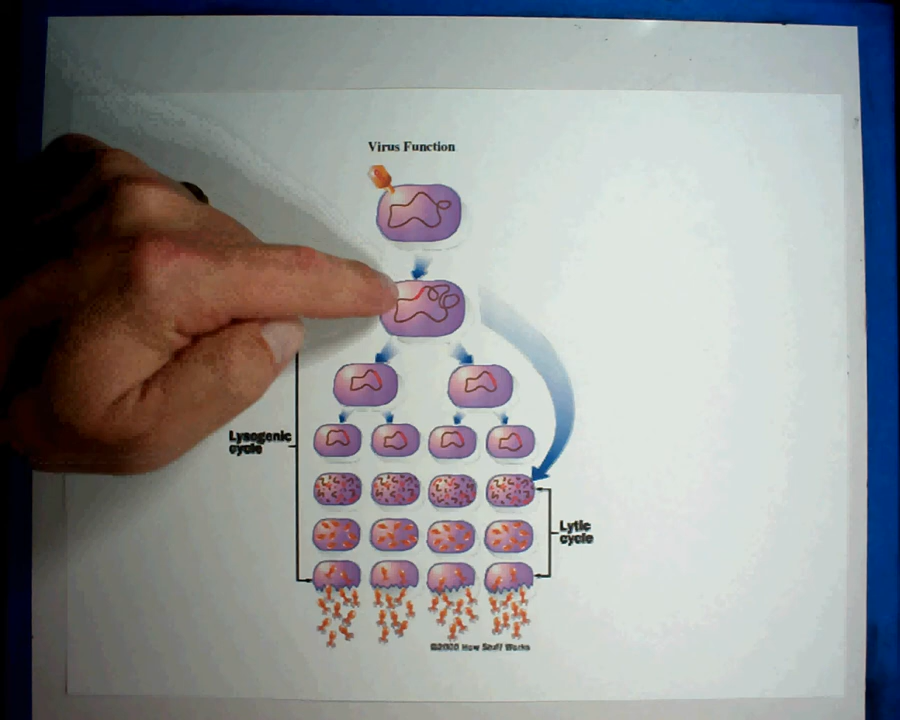 Virus Function
Lysogenic
cycle
Lytic
cycle
©2000 How Stuff Works